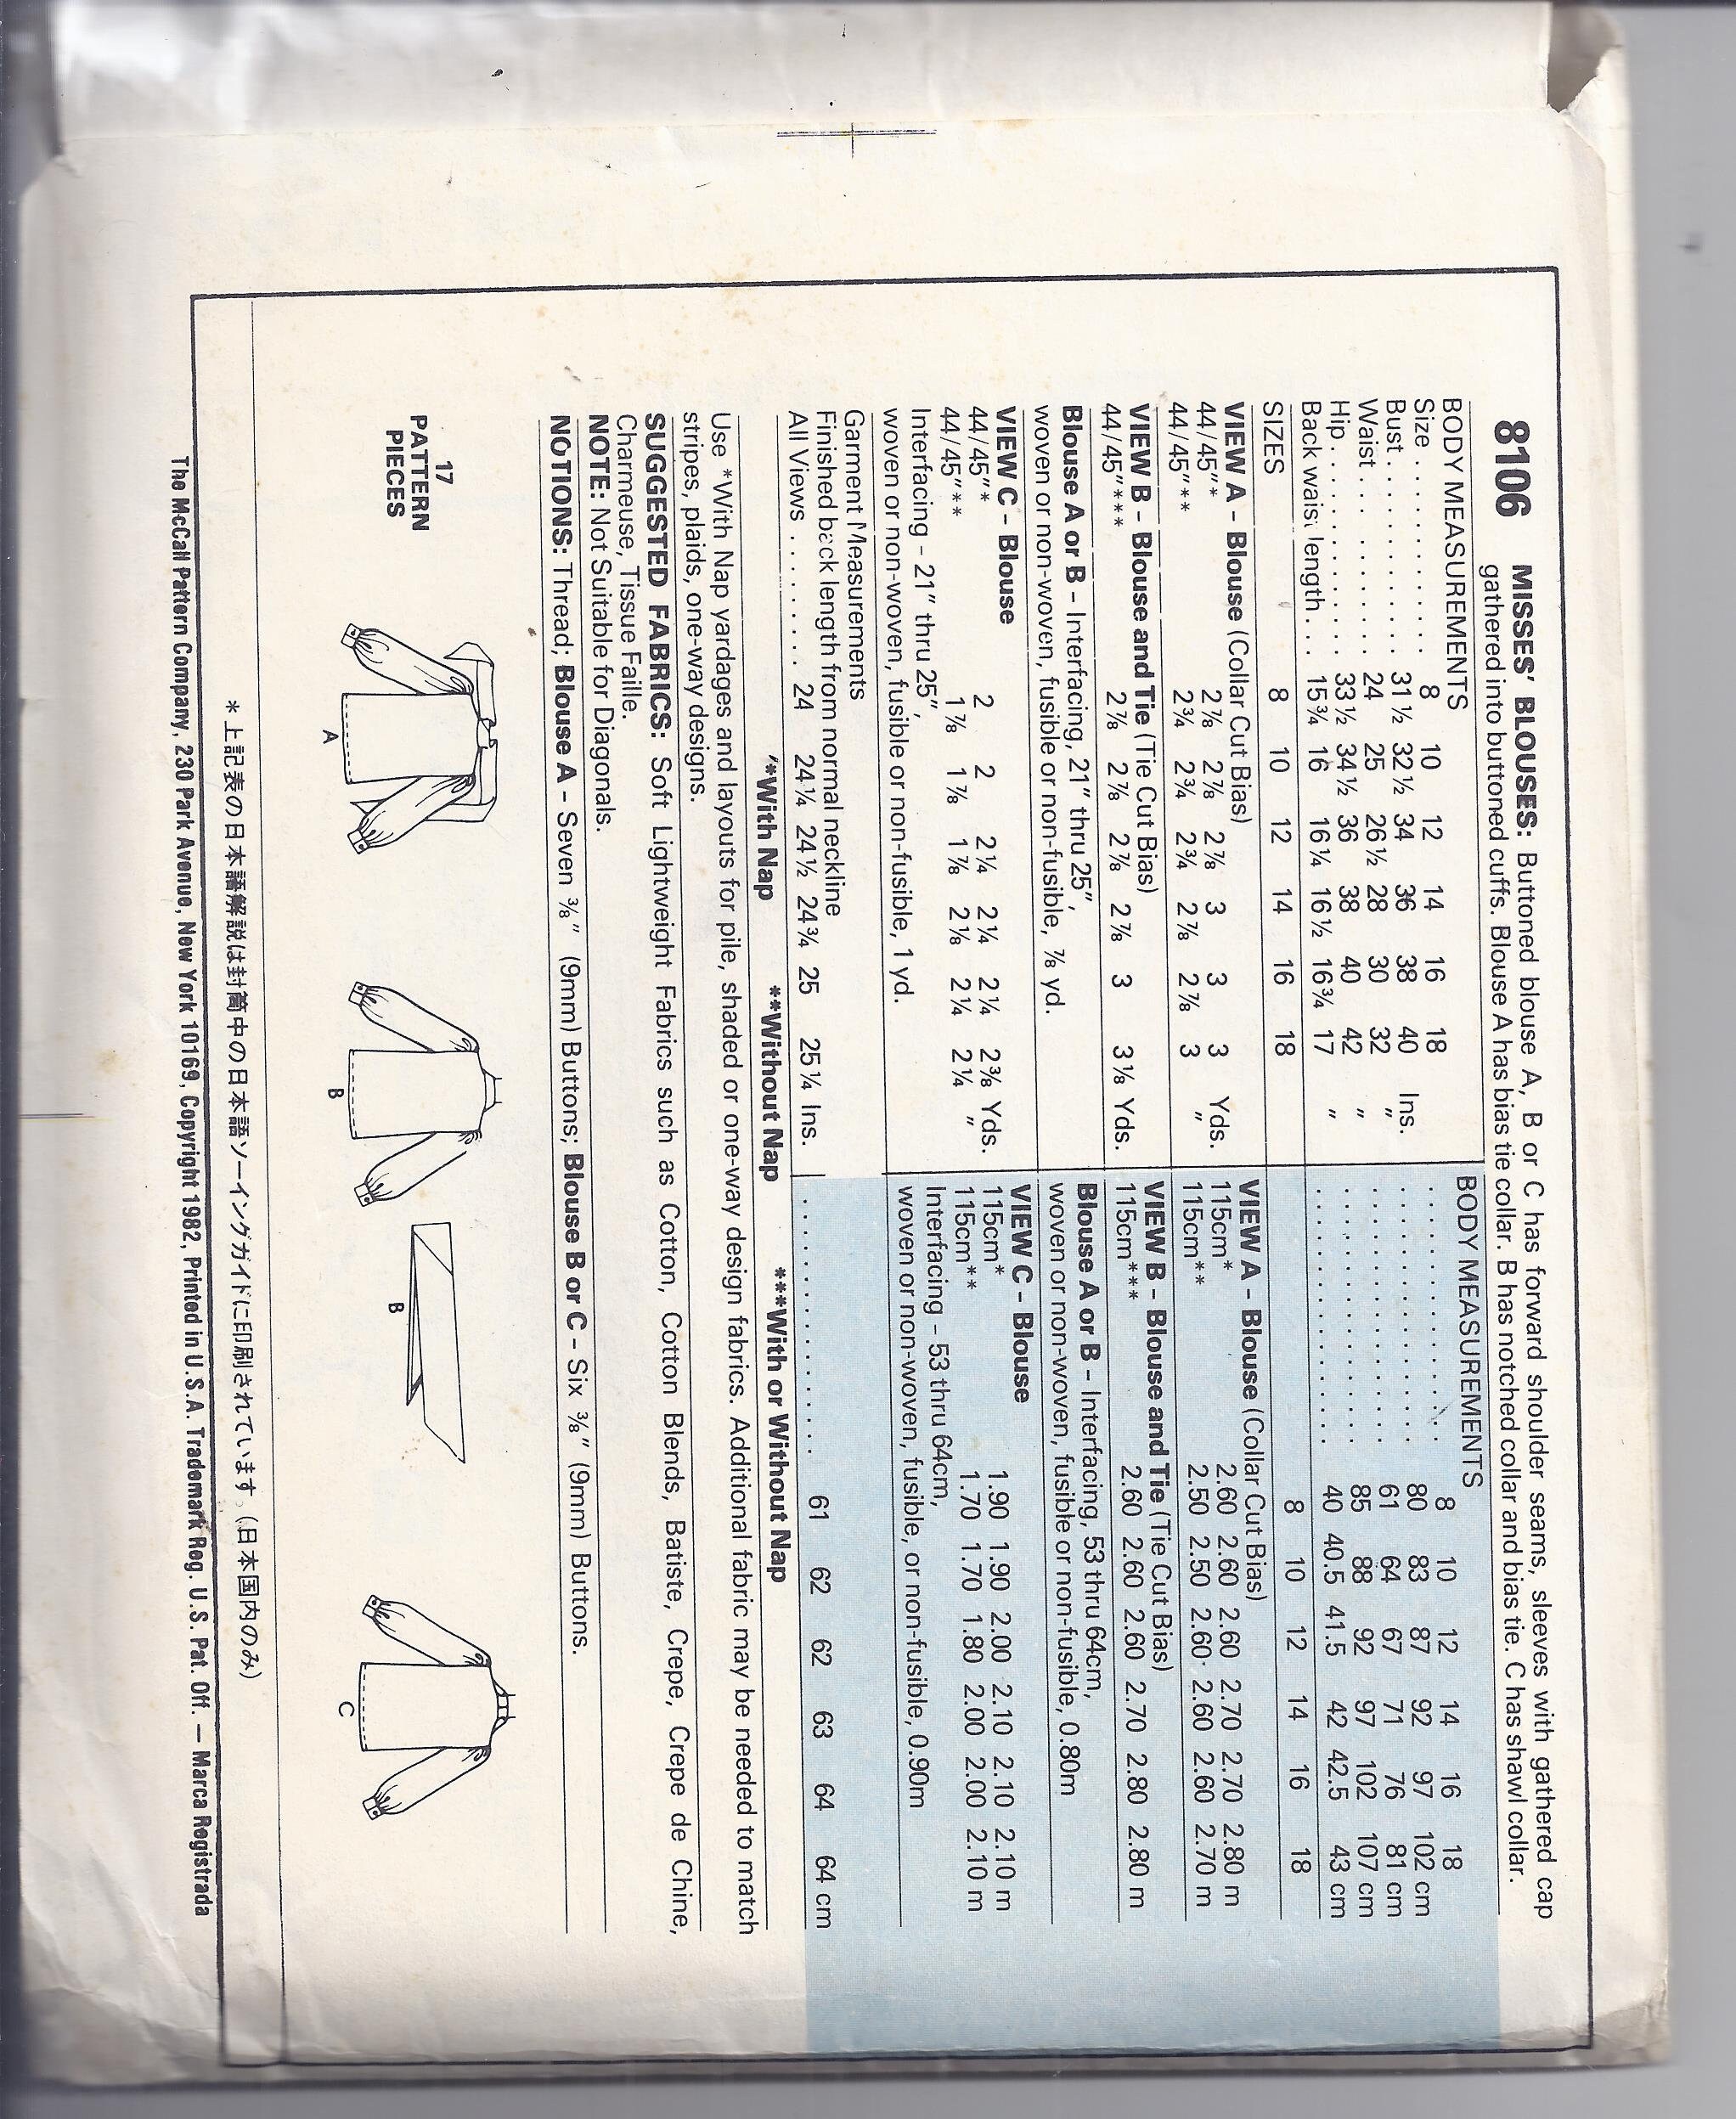 8106 MISSES' BLOUSES: Buttoned blouse A, B or C has forward shoulder seams, sleeves with gathered cap
gathered into buttoned cuffs. Blouse A has bias tie collar. B has notched collar and bias tie. C has shawl collar.
BODY MEASUREMENTS
Size . . . . . . . . . . . 8 10 12 14 16 18
Bust . . . . . . . . . . . 31½ 32½ 34 36 38 40 Ins.
Waist . . . . . . . . . . 24 25 26½ 28 30 32 "
Hip . . . . . . . . . . . . 33½ 34½ 36 38 40 42 "
Back waist length . . . 15¾ 16 16¼ 16½ 16¾ 17 "
SIZES 8 10 12 14 16 18
VIEW A – Blouse (Collar Cut Bias)
44/45"* 2⅞ 2⅞ 2⅞ 3 3 3 Yds.
44/45"** 2¾ 2¾ 2¾ 2⅞ 2⅞ 3 "
VIEW B – Blouse and Tie (Tie Cut Bias)
44/45"*** 2⅞ 2⅞ 2⅞ 2⅞ 3 3⅛ Yds.
Blouse A or B – Interfacing, 21" thru 25",
woven or non-woven, fusible or non-fusible, ⅞ yd.
VIEW C – Blouse
44/45"* 2 2 2¼ 2¼ 2¼ 2⅜ Yds.
44/45"** 1⅞ 1⅞ 1⅞ 2⅛ 2¼ 2¼ "
Interfacing – 21" thru 25",
woven or non-woven, fusible or non-fusible, 1 yd.
Garment Measurements
Finished back length from normal neckline
All Views . . . . . . . . . 24 24¼ 24½ 24¾ 25 25¼ Ins.
BODY MEASUREMENTS
8 10 12 14 16 18
80 83 87 92 97 102 cm
61 64 67 71 76 81 cm
85 88 92 97 102 107 cm
40 40.5 41.5 42 42.5 43 cm
8 10 12 14 16 18
VIEW A – Blouse (Collar Cut Bias)
115cm* 2.60 2.60 2.60 2.70 2.70 2.80 m
115cm** 2.50 2.50 2.60 2.60 2.60 2.70 m
VIEW B – Blouse and Tie (Tie Cut Bias)
115cm*** 2.60 2.60 2.60 2.70 2.80 2.80 m
Blouse A or B – Interfacing, 53 thru 64cm,
woven or non-woven, fusible or non-fusible, 0.80m
VIEW C – Blouse
115cm* 1.90 1.90 2.00 2.10 2.10 2.10 m
115cm** 1.70 1.70 1.80 2.00 2.00 2.10 m
Interfacing – 53 thru 64cm,
woven or non-woven, fusible, or non-fusible, 0.90m
61 62 62 63 64 64 cm
*With Nap **Without Nap ***With or Without Nap
Use *With Nap yardages and layouts for pile, shaded or one-way design fabrics. Additional fabric may be needed to match
stripes, plaids, one-way designs.
SUGGESTED FABRICS: Soft Lightweight Fabrics such as Cotton, Cotton Blends, Batiste, Crepe, Crepe de Chine,
Charmeuse, Tissue Faille.
NOTE: Not Suitable for Diagonals.
NOTIONS: Thread; Blouse A – Seven ⅜" (9mm) Buttons; Blouse B or C – Six ⅜" (9mm) Buttons.
17
PATTERN
PIECES
A
B
B
C
*上記表の日本語解説は封筒中の日本語ソーイングガイドに印刷されています。(日本国内のみ)
The McCall Pattern Company, 230 Park Avenue, New York 10169, Copyright 1982, Printed in U.S.A. Trademark Reg. U.S. Pat. Off. — Marca Registrada